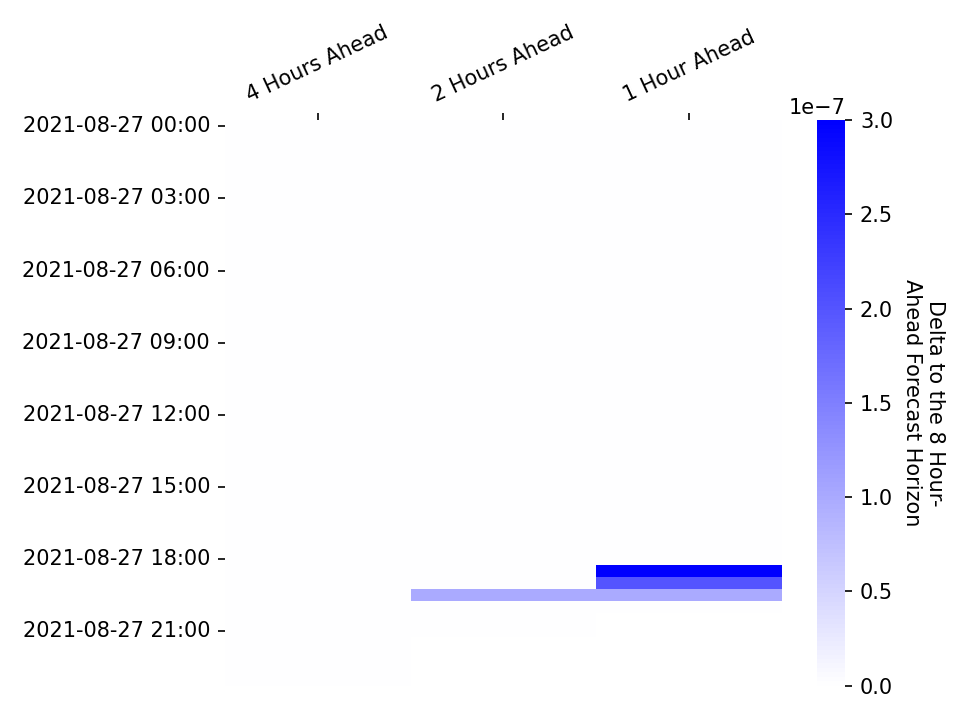 4 Hours Ahead
2 Hours Ahead
1 Hour Ahead
2021-08-27 00:00
2021-08-27 03:00
2021-08-27 06:00
2021-08-27 09:00
2021-08-27 12:00
2021-08-27 15:00
2021-08-27 18:00
2021-08-27 21:00
1e−7
3.0
2.5
2.0
1.5
1.0
0.5
0.0
Delta to the 8 Hour-
Ahead Forecast Horizon